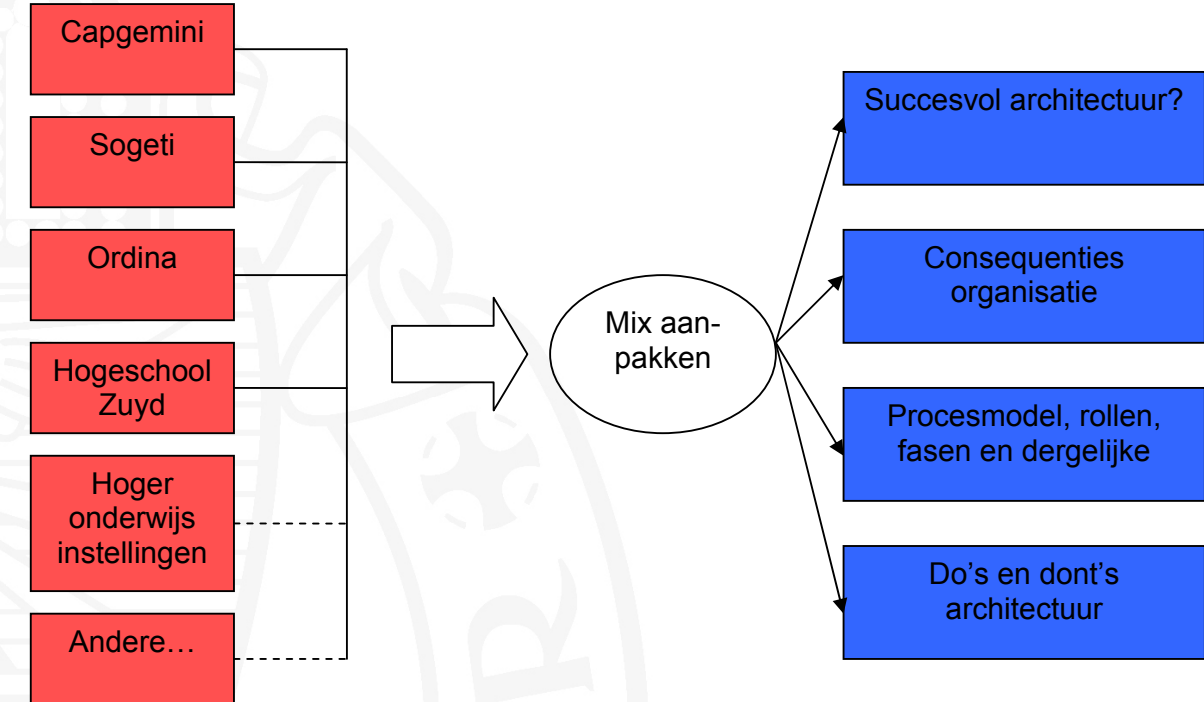 Capgemini
Sogeti
Ordina
Hogeschool
Zuyd
Hoger
onderwijs
instellingen
Andere…
Mix aan-
pakken
Succesvol architectuur?
Consequenties
organisatie
Procesmodel, rollen,
fasen en dergelijke
Do’s en dont’s
architectuur
R